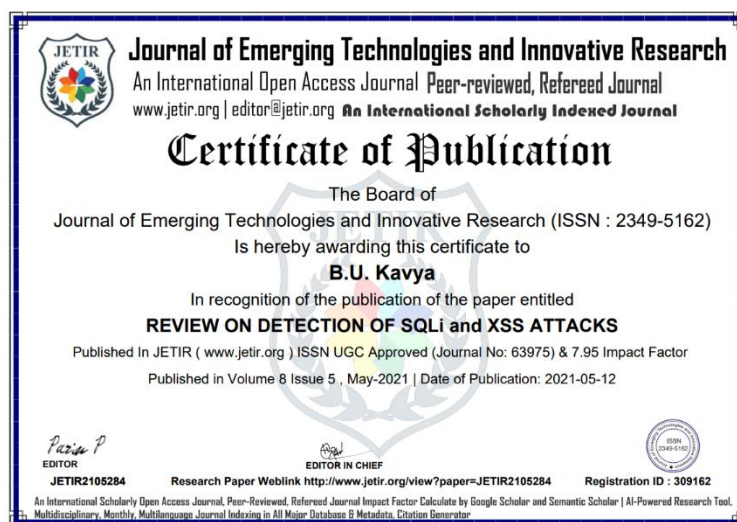 JETIR
Journal of Emerging Technologies and Innovative Research
An International Open Access Journal Peer-reviewed, Refereed Journal
www.jetir.org | editor@jetir.org An International Scholarly Indexed Journal
Certificate of Publication
The Board of
Journal of Emerging Technologies and Innovative Research (ISSN : 2349-5162)
Is hereby awarding this certificate to
B.U. Kavya
In recognition of the publication of the paper entitled
REVIEW ON DETECTION OF SQLi and XSS ATTACKS
Published In JETIR ( www.jetir.org ) ISSN UGC Approved (Journal No: 63975) & 7.95 Impact Factor
Published in Volume 8 Issue 5 , May-2021 | Date of Publication: 2021-05-12
EDITOR
EDITOR IN CHIEF
ISSN
2349-5162
JETIR2105284
Research Paper Weblink http://www.jetir.org/view?paper=JETIR2105284
Registration ID : 309162
An International Scholarly Open Access Journal, Peer-Reviewed, Refereed Journal Impact Factor Calculate by Google Scholar and Semantic Scholar | AI-Powered Research Tool,
Multidisciplinary, Monthly, Multilanguage Journal Indexing in All Major Database & Metadata, Citation Generator